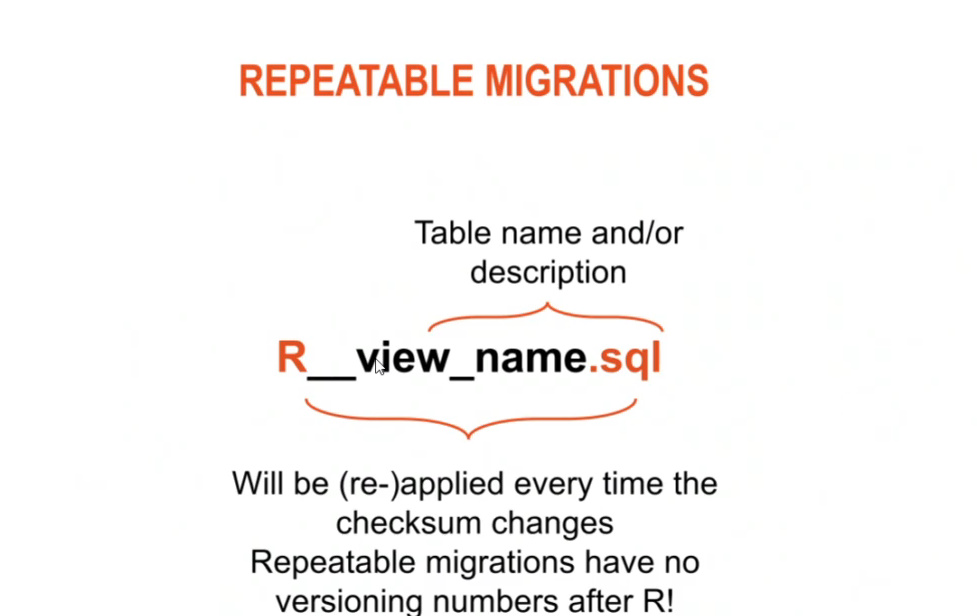 REPEATABLE MIGRATIONS
Table name and/or
description
R__view_name.sql
Will be (re-)applied every time the
checksum changes
Repeatable migrations have no
versioning numbers after R!